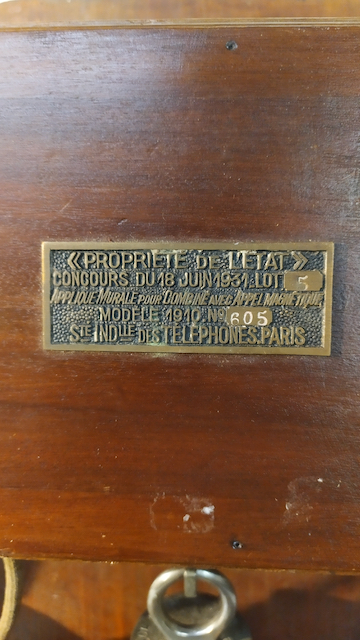 « PROPRIÉTÉ DE L'ÉTAT »
CONCOURS DU 18 JUIN 1931. LOT 5
APPLIQUE MURALE POUR COMBINÉ AVEC APPEL MAGNÉTIQUE
MODÈLE 1910. No 605
STE INDLLE DES TÉLÉPHONES. PARIS